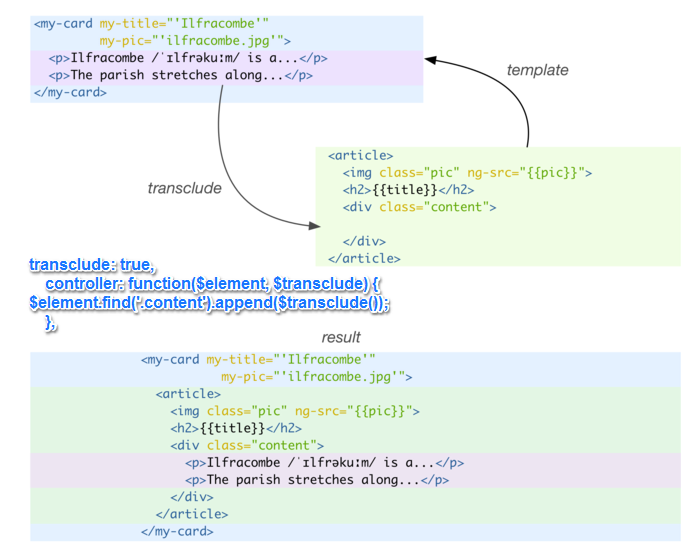 <my-card my-title="'Ilfracombe'"
my-pic="'ilfracombe.jpg'">
<p>Ilfracombe /ˈɪlfrəkuːm/ is a...</p>
<p>The parish stretches along...</p>
</my-card>
template
transclude
<article>
<img class="pic" ng-src="{{pic}}">
<h2>{{title}}</h2>
<div class="content">
</div>
</article>
transclude: true,
controller: function($element, $transclude) {
$element.find('.content').append($transclude());
},
result
<my-card my-title="'Ilfracombe'"
my-pic="'ilfracombe.jpg'">
<article>
<img class="pic" ng-src="{{pic}}">
<h2>{{title}}</h2>
<div class="content">
<p>Ilfracombe /ˈɪlfrəkuːm/ is a...</p>
<p>The parish stretches along...</p>
</div>
</article>
</my-card>